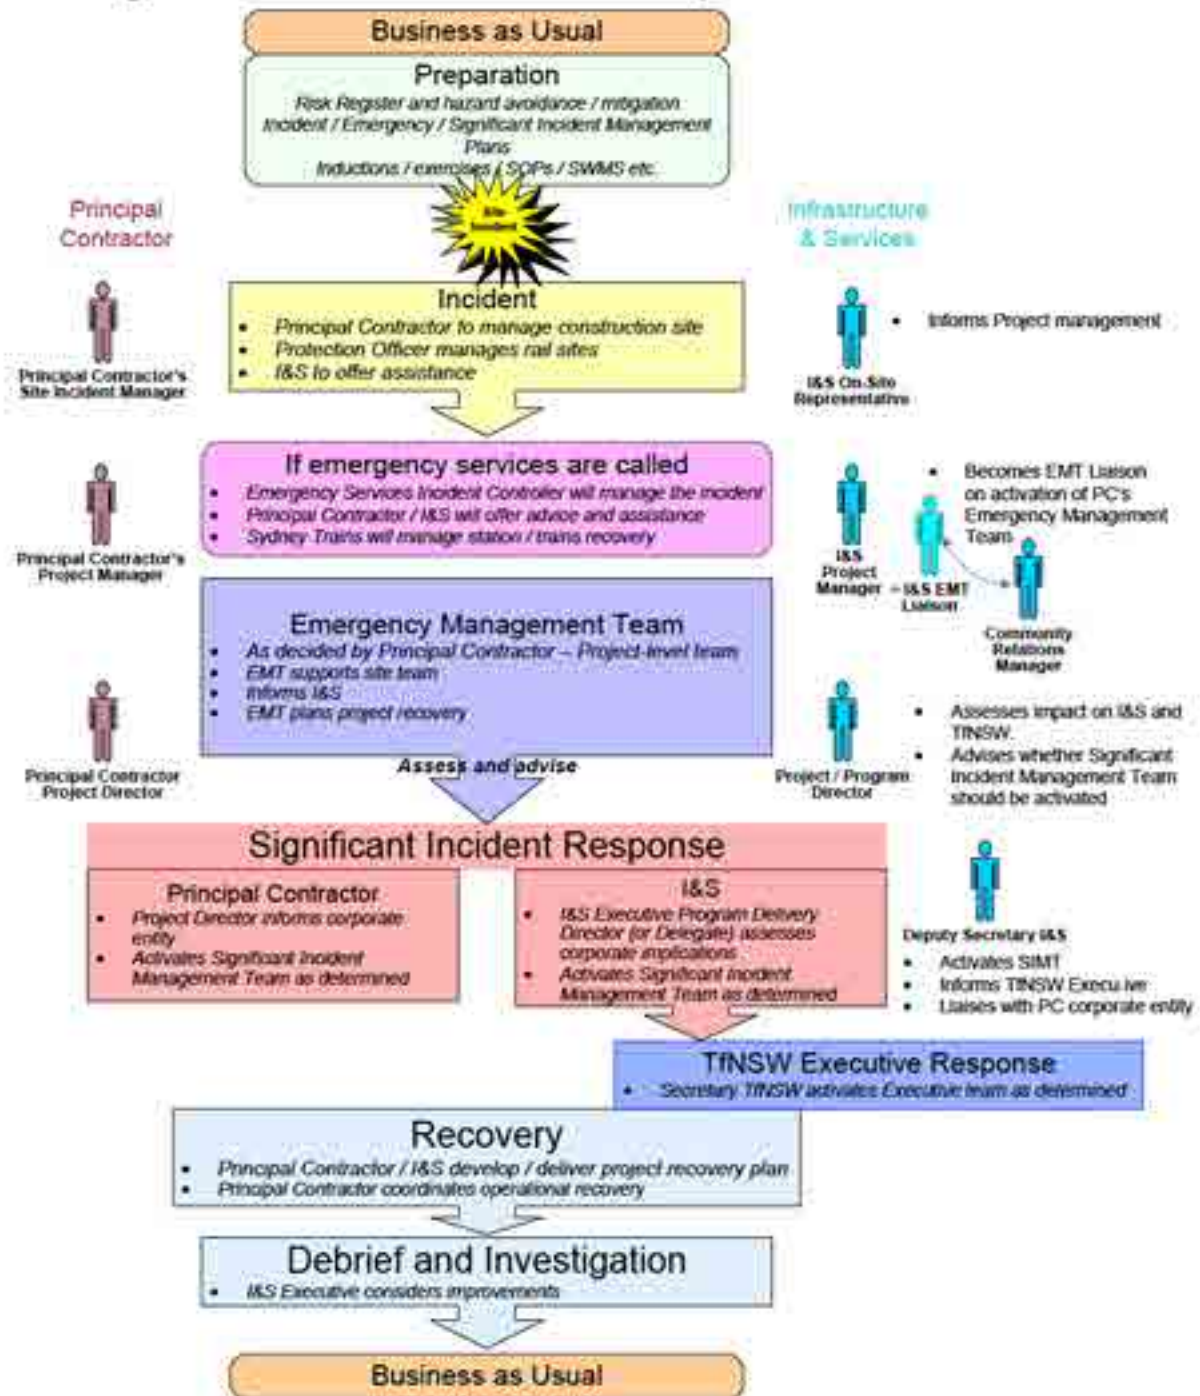 Business as Usual
Preparation
Risk Register and hazard avoidance / mitigation
Incident / Emergency / Significant Incident Management
Plans
Inductions / exercises / SOPs / SWMS etc.
Principal
Contractor
Site
Incident
Infrastructure
& Services
Incident
• Principal Contractor to manage construction site
• Protection Officer manages rail sites
• I&S to offer assistance
Principal Contractor's
Site Incident Manager
• Informs Project management
I&S On-Site
Representative
If emergency services are called
• Emergency Services Incident Controller will manage the incident
• Principal Contractor / I&S will offer advice and assistance
• Sydney Trains will manage station / trains recovery
Principal Contractor's
Project Manager
• Becomes EMT Liaison
on activation of PC's
Emergency Management
Team
I&S
Project
Manager
– I&S EMT
Liaison
Community
Relations
Manager
Emergency Management Team
• As decided by Principal Contractor – Project-level team
• EMT supports site team
• Informs I&S
• EMT plans project recovery
Assess and advise
Principal Contractor
Project Director
Project / Program
Director
• Assesses impact on I&S and
TfNSW.
• Advises whether Significant
Incident Management Team
should be activated
Significant Incident Response
Principal Contractor
• Project Director informs corporate
entity
• Activates Significant Incident
Management Team as determined
I&S
• I&S Executive Program Delivery
Director (or Delegate) assesses
corporate implications
• Activates Significant Incident
Management Team as determined
Deputy Secretary I&S
• Activates SIMT
• Informs TfNSW Execu ive
• Liaises with PC corporate entity
TfNSW Executive Response
• Secretary TfNSW activates Executive team as determined
Recovery
• Principal Contractor / I&S develop / deliver project recovery plan
• Principal Contractor coordinates operational recovery
Debrief and Investigation
• I&S Executive considers improvements
Business as Usual